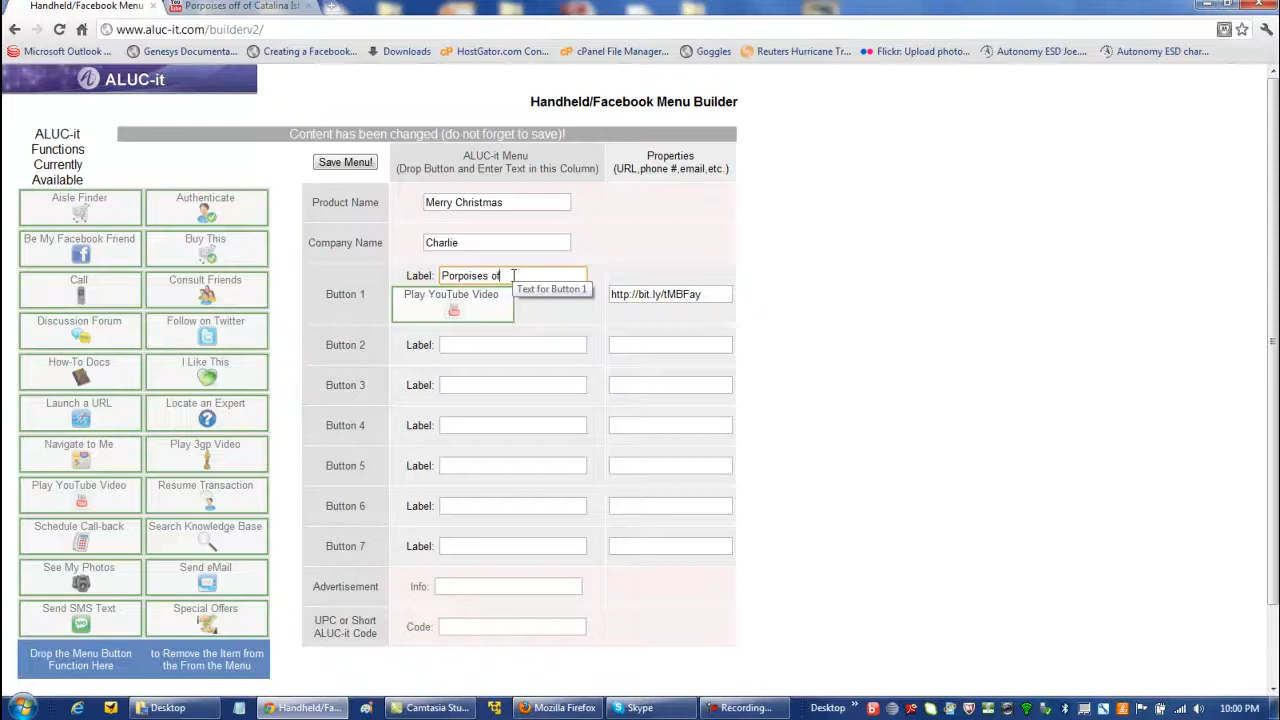 Handheld/Facebook Menu
Porpoises off of Catalina Isl
www.aluc-it.com/builderv2/
Microsoft Outlook ...
Genesys Documenta...
Creating a Facebook...
Downloads
HostGator.com Con...
cPanel File Manager...
Goggles
Reuters Hurricane Tr...
Flickr: Upload photo...
Autonomy ESD Joe....
Autonomy ESD char...
ALUC-it
Handheld/Facebook Menu Builder
ALUC-it
Functions
Currently
Available
Content has been changed (do not forget to save)!
Save Menu!
ALUC-it Menu
(Drop Button and Enter Text in this Column)
Properties
(URL,phone #,email,etc.)
Aisle Finder
Authenticate
Be My Facebook Friend
Buy This
Call
Consult Friends
Discussion Forum
Follow on Twitter
How-To Docs
I Like This
Launch a URL
Locate an Expert
Navigate to Me
Play 3gp Video
Play YouTube Video
Resume Transaction
Schedule Call-back
Search Knowledge Base
See My Photos
Send eMail
Send SMS Text
Special Offers
Drop the Menu Button
Function Here
to Remove the Item from
the From the Menu
Product Name
Merry Christmas
Company Name
Charlie
Button 1
Label: Porpoises of
Text for Button 1
Play YouTube Video
http://bit.ly/tMBFay
Button 2
Label:
Button 3
Label:
Button 4
Label:
Button 5
Label:
Button 6
Label:
Button 7
Label:
Advertisement
Info:
UPC or Short
ALUC-it Code
Code:
Desktop
Handheld/Fa...
Camtasia Stu...
Mozilla Firefox
Skype
Recording...
Desktop
10:00 PM